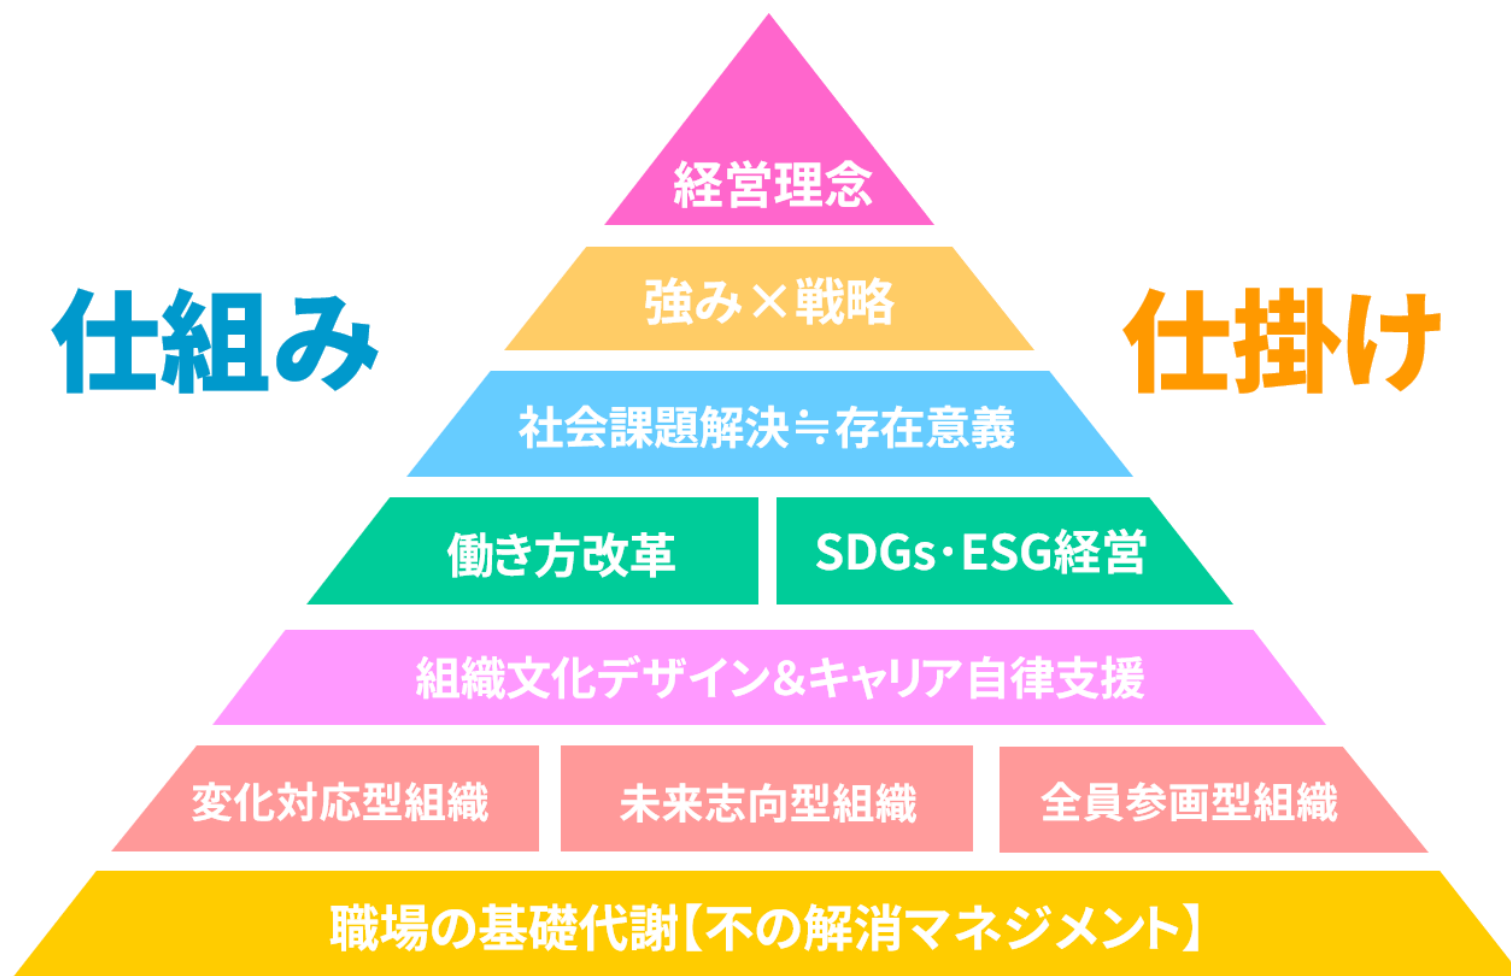 経営理念
強み×戦略
仕組み
仕掛け
社会課題解決≒存在意義
働き方改革
SDGs・ESG経営
組織文化デザイン&キャリア自律支援
変化対応型組織
未来志向型組織
全員参画型組織
職場の基礎代謝【不の解消マネジメント】